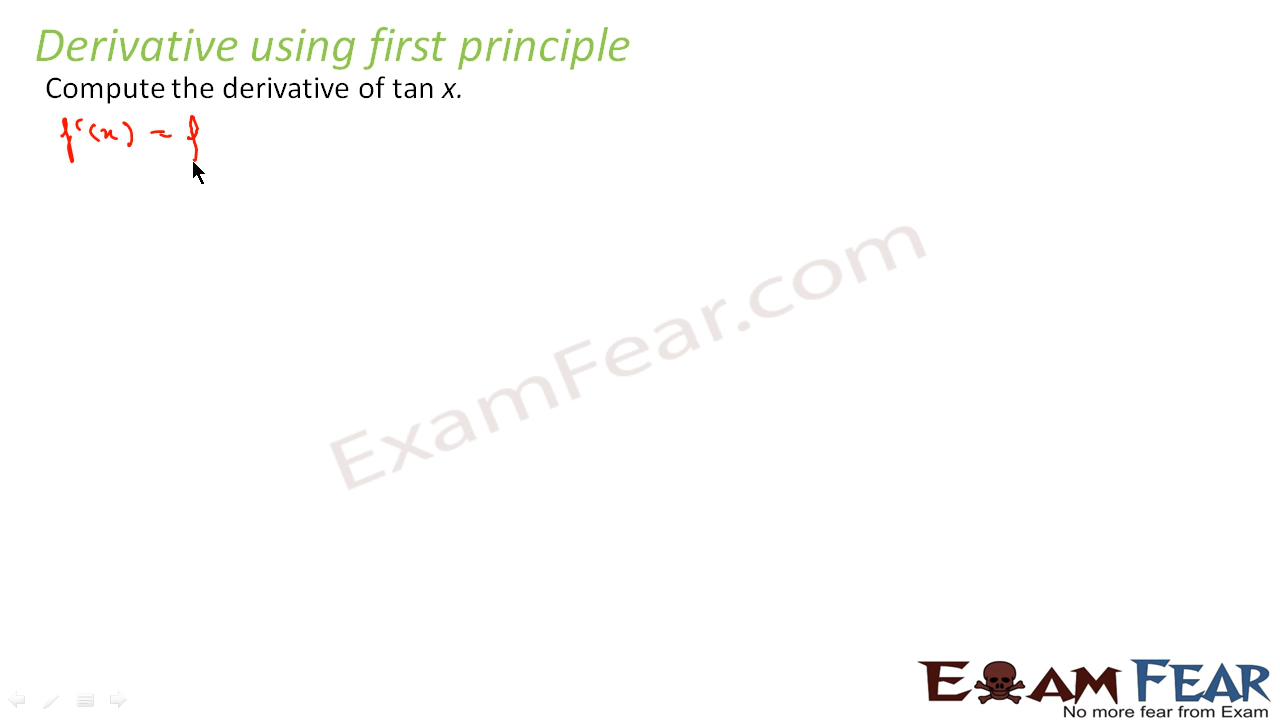 Derivative using first principle
Compute the derivative of tan x.
f'(x) = f
ExamFear.com
EXAM FEAR
No more fear from Exam